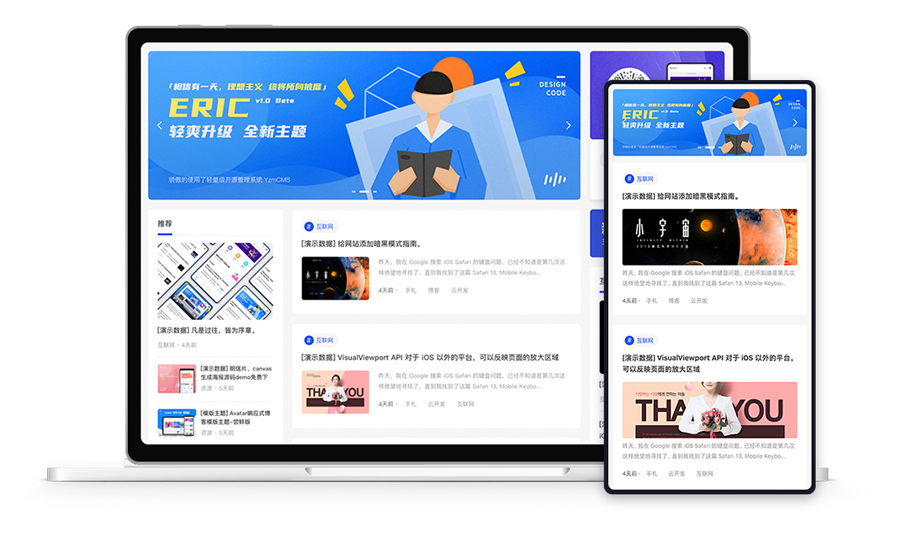 「相信有一天，理想主义 终将所向披靡」
ERIC v1.0 Beta
轻爽升级 全新主题
骄傲的使用了轻量级开源管理系统 YzmCMS
DESIGN
CODE
推荐
[演示数据] 凡是过往，皆为序章。
互联网 · 4天前
[演示数据] 明信片、canvas
生成海报源码demo免费下
资源 · 5天前
[模版主题] Avatar响应式博
客模版主题-尝鲜版
资源 · 5天前
互联网
[演示数据] 给网站添加暗黑模式指南。
小宇宙
昨天，我在 Google 搜索 iOS Safari 的键盘问题，已经不知道是第几次这
样绝望地寻找了，直到我找到了这篇 Safari 13, Mobile Keybo...
4天前 · 手札 博客 云开发
互联网
[演示数据] VisualViewport API 对于 iOS 以外的平台，可以反映页面的放大区域
THANK YOU
昨天，我在 Google 搜索 iOS Safari 的键盘问题，已经不知道是第几次这
样绝望地寻找了，直到我找到了这篇 Safari 13, Mobile Keybo...
4天前 · 手札 云开发 互联网
「相信有一天，理想主义 终将所向披靡」
ERIC v1.0 Beta
轻爽升级 全新主题
DESIGN
CODE
互联网
[演示数据] 给网站添加暗黑模式指南。
小宇宙
昨天，我在 Google 搜索 iOS Safari 的键盘问题，已经不知道是第几次
这样绝望地寻找了，直到我找到了这篇 Safari 13, Mobile Keybo...
4天前 · 手札 博客 云开发
互联网
[演示数据] VisualViewport API 对于 iOS 以外的平台，
可以反映页面的放大区域
THA YOU
昨天，我在 Google 搜索 iOS Safari 的键盘问题，已经不知道是第几次
这样绝望地寻找了，直到我找到了这篇 Safari 13, Mobile Keybo...
4天前 · 手札 云开发 互联网